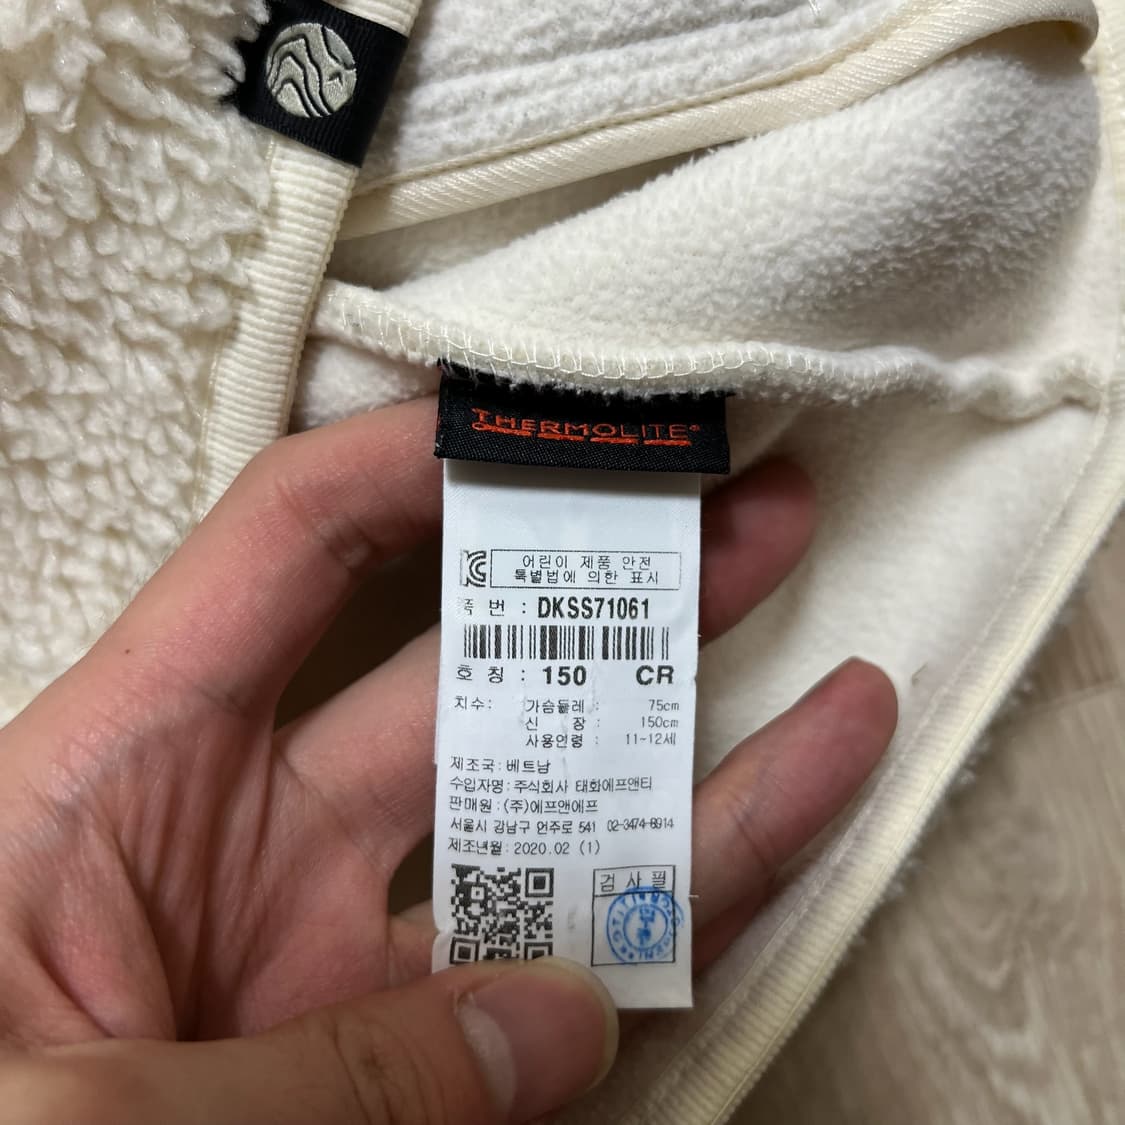 THERMOLITE®
KC
어린이 제품 안전
특별법에 의한 표시
품 번 : DKSS71061
호 칭 : 150 CR
치수: 가슴둘레 : 75cm
신 장 : 150cm
사용연령 : 11-12세
제조국:베트남
수입자명:주식회사 태화에프앤티
판매원:(주)에프앤에프
서울시 강남구 언주로 541 02-3474-8914
제조년월:2020.02 (1)
검 사 필